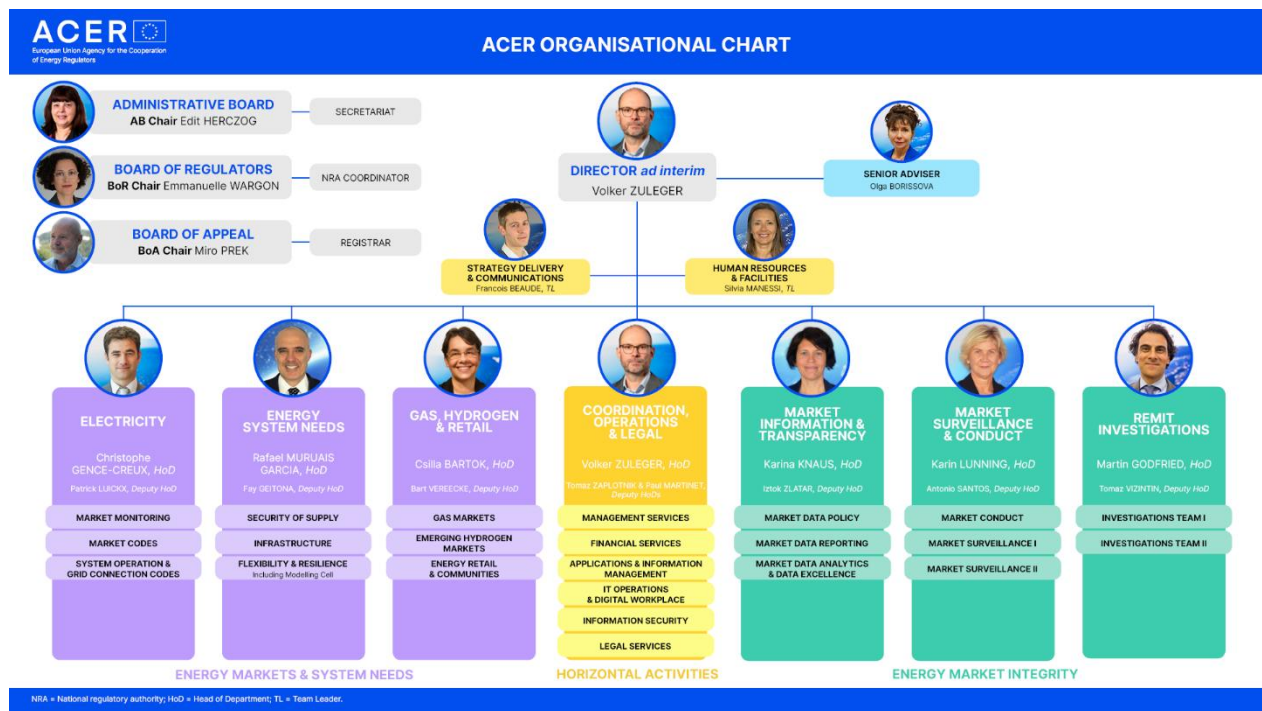 ACER
European Union Agency for the Cooperation
of Energy Regulators
ACER ORGANISATIONAL CHART
ADMINISTRATIVE BOARD
AB Chair Edit HERCZOG
SECRETARIAT
BOARD OF REGULATORS
BoR Chair Emmanuelle WARGON
NRA COORDINATOR
BOARD OF APPEAL
BoA Chair Miro PREK
REGISTRAR
DIRECTOR ad interim
Volker ZULEGER
SENIOR ADVISER
Olga BORISSOVA
STRATEGY DELIVERY
& COMMUNICATIONS
Francois BEAUDE, TL
HUMAN RESOURCES
& FACILITIES
Silvia MANESSI, TL
ELECTRICITY
Christophe
GENCE-CREUX, HoD
Patrick LUICKX, Deputy HoD
MARKET MONITORING
MARKET CODES
SYSTEM OPERATION &
GRID CONNECTION CODES
ENERGY
SYSTEM NEEDS
Rafael MURUAIS
GARCIA, HoD
Fay GEITONA, Deputy HoD
SECURITY OF SUPPLY
INFRASTRUCTURE
FLEXIBILITY & RESILIENCE
Including Modelling Cell
GAS, HYDROGEN
& RETAIL
Csilla BARTOK, HoD
Bart VEREECKE, Deputy HoD
GAS MARKETS
EMERGING HYDROGEN
MARKETS
ENERGY RETAIL
& COMMUNITIES
COORDINATION,
OPERATIONS
& LEGAL
Volker ZULEGER, HoD
Tomaz ZAPLOTNIK & Paul MARTINET,
Deputy HoDs
MANAGEMENT SERVICES
FINANCIAL SERVICES
APPLICATIONS & INFORMATION
MANAGEMENT
IT OPERATIONS
& DIGITAL WORKPLACE
INFORMATION SECURITY
LEGAL SERVICES
MARKET
INFORMATION &
TRANSPARENCY
Karina KNAUS, HoD
Iztok ZLATAR, Deputy HoD
MARKET DATA POLICY
MARKET DATA REPORTING
MARKET DATA ANALYTICS
& DATA EXCELLENCE
MARKET
SURVEILLANCE
& CONDUCT
Karin LUNNING, HoD
Antonio SANTOS, Deputy HoD
MARKET CONDUCT
MARKET SURVEILLANCE I
MARKET SURVEILLANCE II
REMIT
INVESTIGATIONS
Martin GODFRIED, HoD
Tomaz VIZINTIN, Deputy HoD
INVESTIGATIONS TEAM I
INVESTIGATIONS TEAM II
ENERGY MARKETS & SYSTEM NEEDS
HORIZONTAL ACTIVITIES
ENERGY MARKET INTEGRITY
NRA = National regulatory authority; HoD = Head of Department; TL = Team Leader.